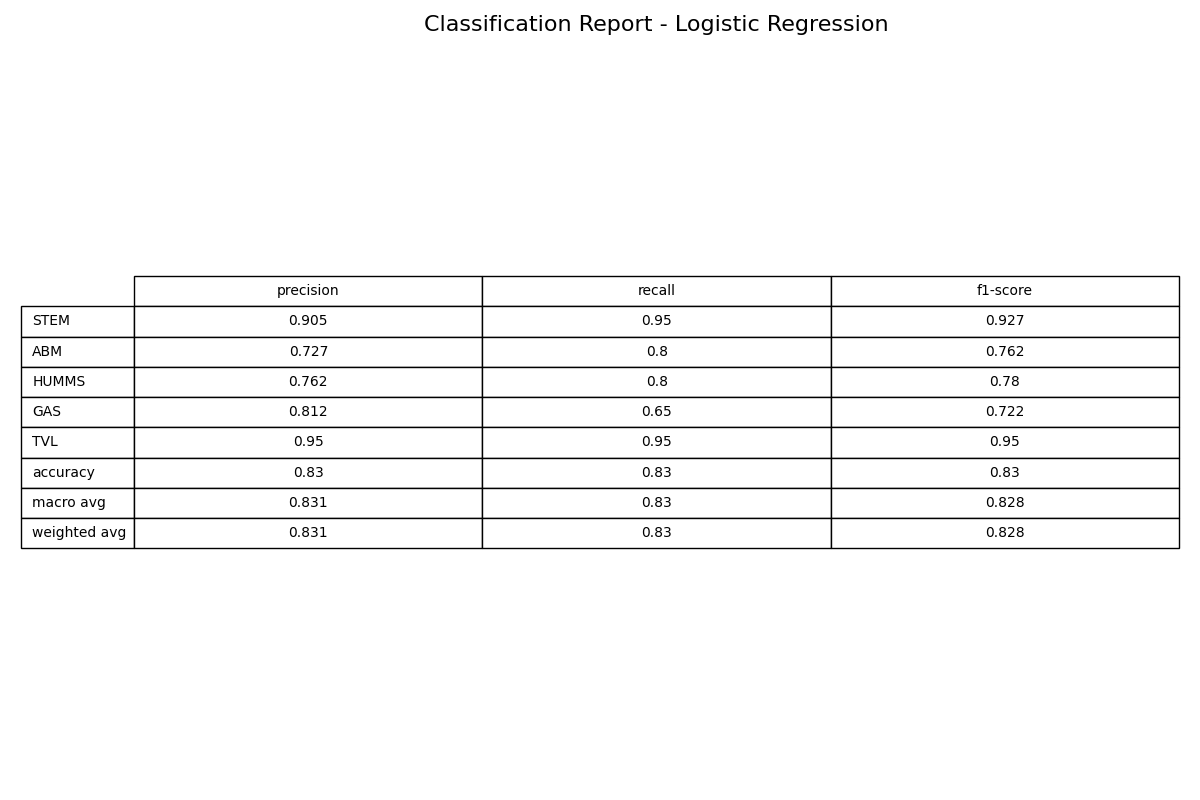 Classification Report - Logistic Regression
precision recall f1-score
STEM 0.905 0.95 0.927
ABM 0.727 0.8 0.762
HUMMS 0.762 0.8 0.78
GAS 0.812 0.65 0.722
TVL 0.95 0.95 0.95
accuracy 0.83 0.83 0.83
macro avg 0.831 0.83 0.828
weighted avg 0.831 0.83 0.828